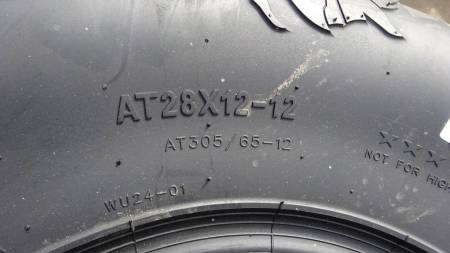 AT28X12-12
AT305/65-12
☆☆☆
NOT FOR HIGH
WU24-01